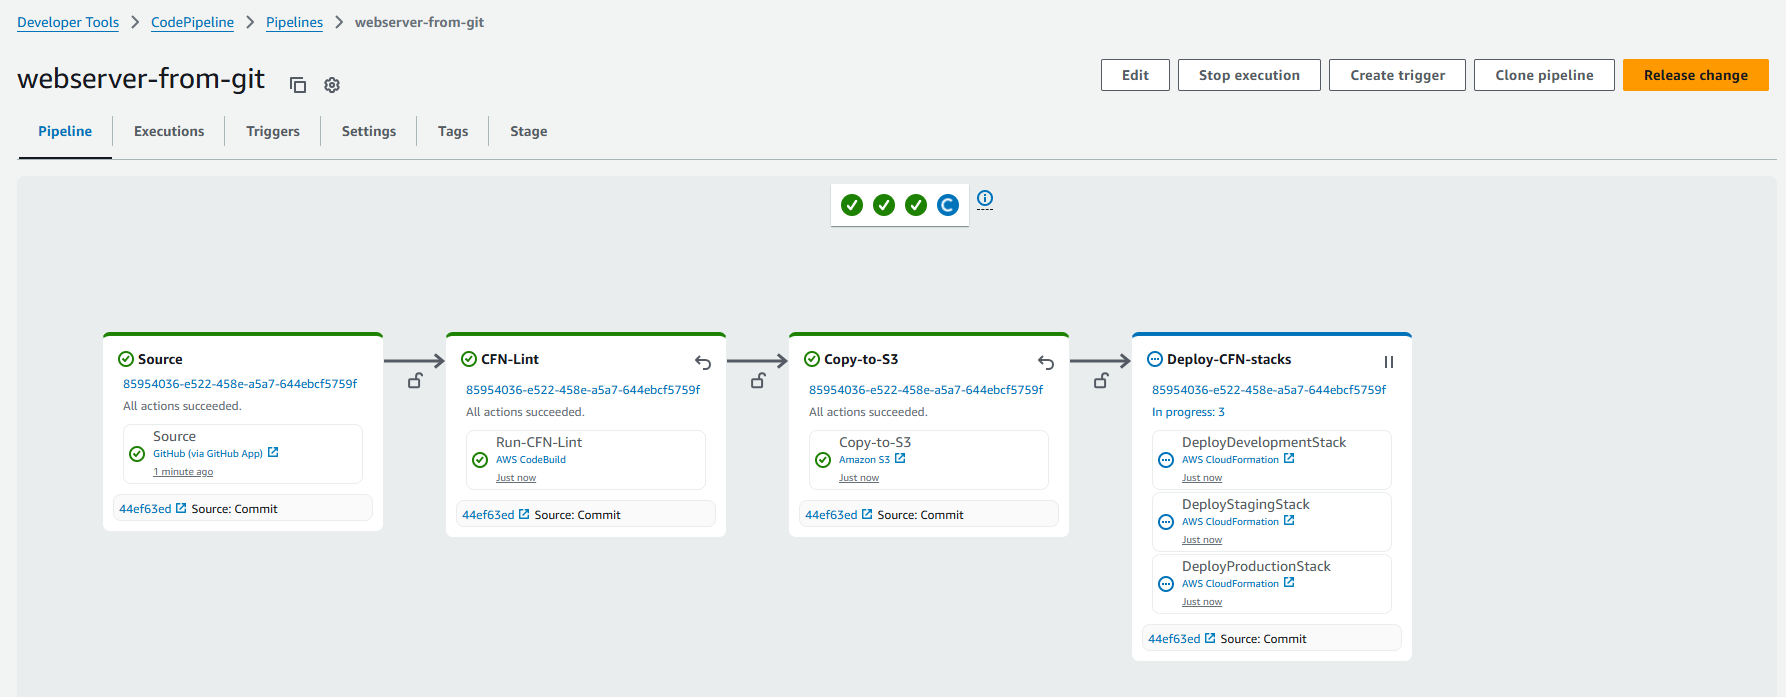 Developer Tools > CodePipeline > Pipelines > webserver-from-git
webserver-from-git
Edit
Stop execution
Create trigger
Clone pipeline
Release change
Pipeline
Executions
Triggers
Settings
Tags
Stage
Source
85954036-e522-458e-a5a7-644ebcf5759f
All actions succeeded.
Source
GitHub (via GitHub App)
1 minute ago
44ef63ed Source: Commit
CFN-Lint
85954036-e522-458e-a5a7-644ebcf5759f
All actions succeeded.
Run-CFN-Lint
AWS CodeBuild
Just now
44ef63ed Source: Commit
Copy-to-S3
85954036-e522-458e-a5a7-644ebcf5759f
All actions succeeded.
Copy-to-S3
Amazon S3
Just now
44ef63ed Source: Commit
Deploy-CFN-stacks
85954036-e522-458e-a5a7-644ebcf5759f
In progress: 3
DeployDevelopmentStack
AWS CloudFormation
Just now
DeployStagingStack
AWS CloudFormation
Just now
DeployProductionStack
AWS CloudFormation
Just now
44ef63ed Source: Commit